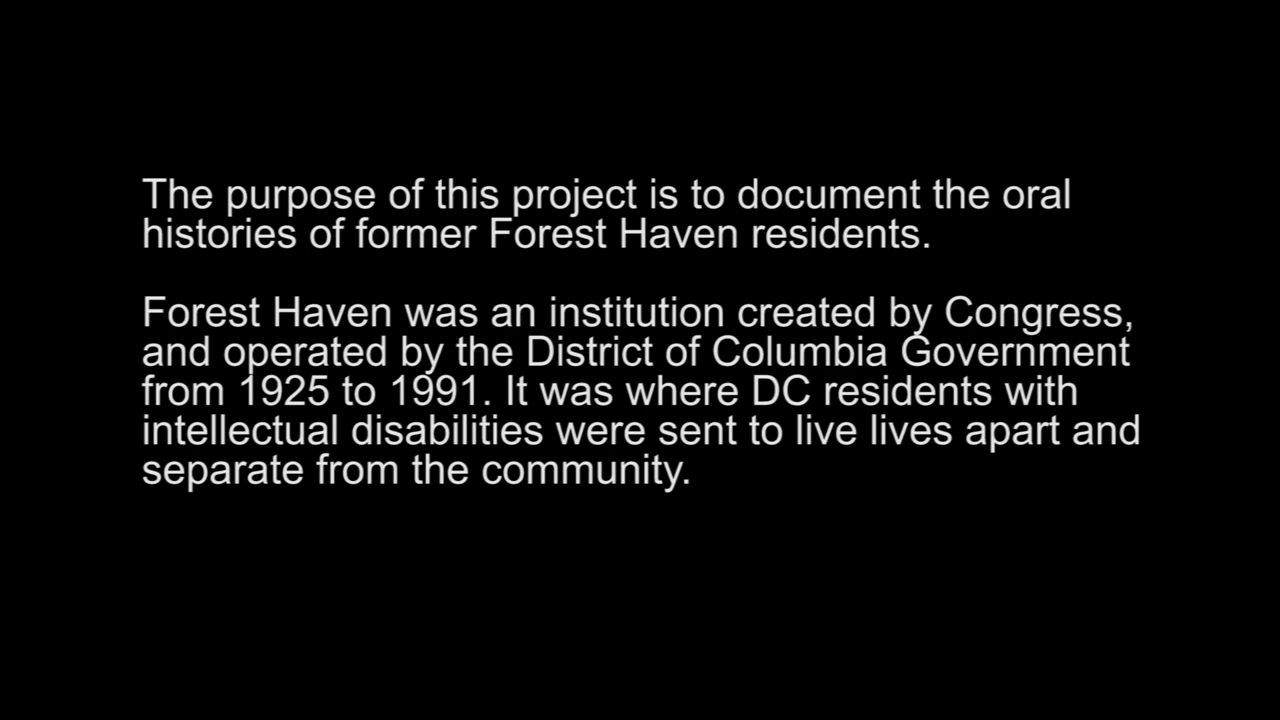 The purpose of this project is to document the oral
histories of former Forest Haven residents.
Forest Haven was an institution created by Congress,
and operated by the District of Columbia Government
from 1925 to 1991. It was where DC residents with
intellectual disabilities were sent to live lives apart and
separate from the community.